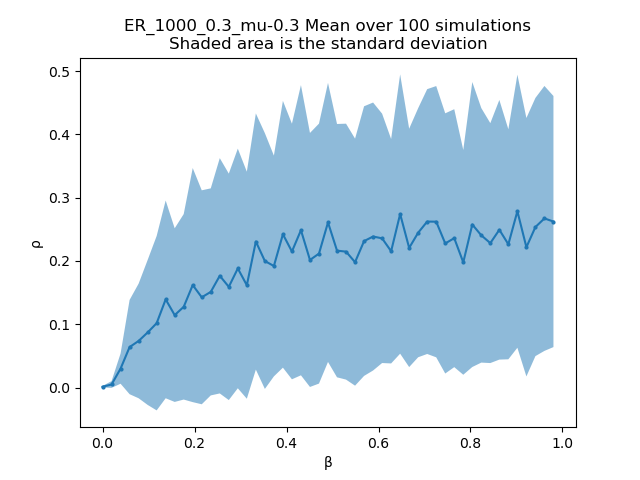 ER_1000_0.3_mu-0.3 Mean over 100 simulations
Shaded area is the standard deviation
0.5
0.4
0.3
ρ
0.2
0.1
0.0
0.0 0.2 0.4 0.6 0.8 1.0
β